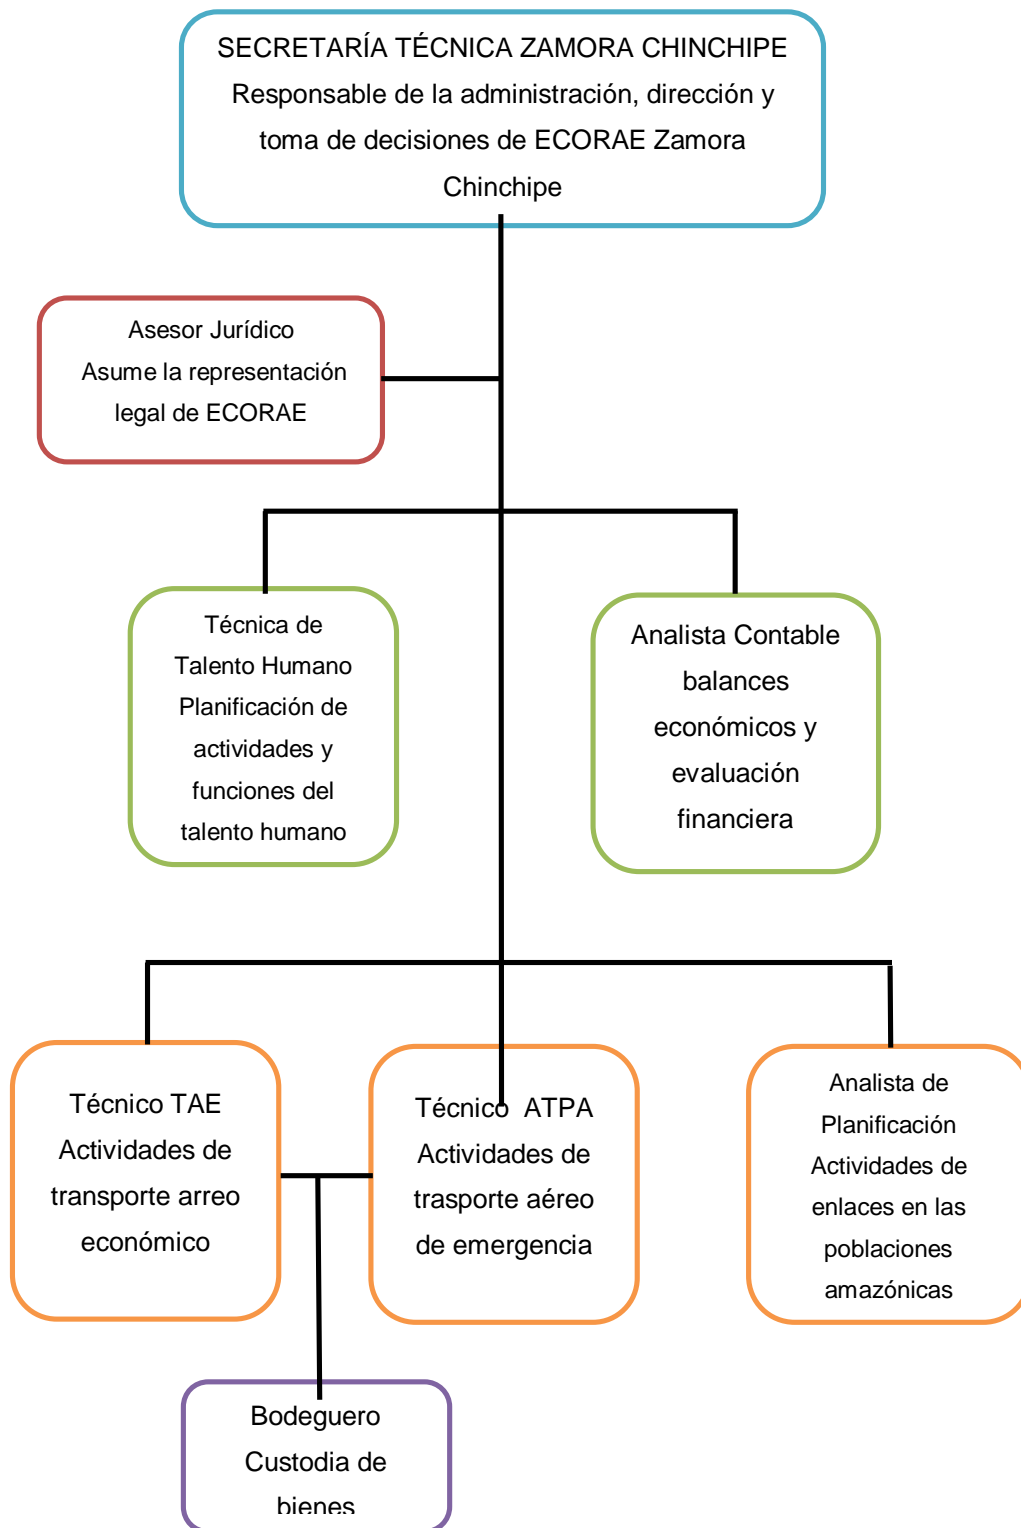 SECRETARÍA TÉCNICA ZAMORA CHINCHIPE
Responsable de la administración, dirección y
toma de decisiones de ECORAE Zamora
Chinchipe
Asesor Jurídico
Asume la representación
legal de ECORAE
Técnica de
Talento Humano
Planificación de
actividades y
funciones del
talento humano
Analista Contable
balances
económicos y
evaluación
financiera
Técnico TAE
Actividades de
transporte arreo
económico
Técnico ATPA
Actividades de
trasporte aéreo
de emergencia
Analista de
Planificación
Actividades de
enlaces en las
poblaciones
amazónicas
Bodeguero
Custodia de
bienes